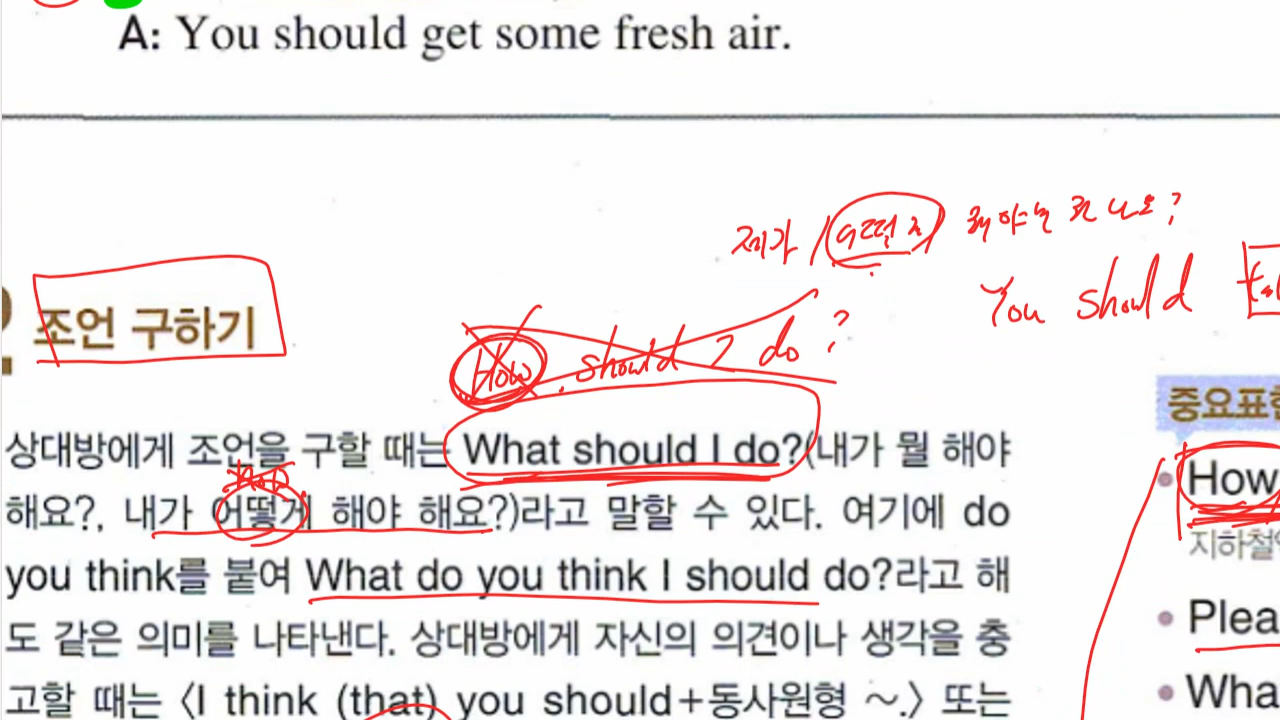 A: You should get some fresh air.
제가 어떤지 해야만 하나요?
You should
조언 구하기
How should I do?
중요표현
상대방에게 조언을 구할 때는 What should I do?(내가 뭘 해야
How
해요?, 내가 어떻게 해야 해요?)라고 말할 수 있다. 여기에 do
지하철
you think를 붙여 What do you think I should do?라고 해
Plea
도 같은 의미를 나타낸다. 상대방에게 자신의 의견이나 생각을 충
고할 때는 〈I think (that) you should+동사원형 ~.〉 또는
Wha